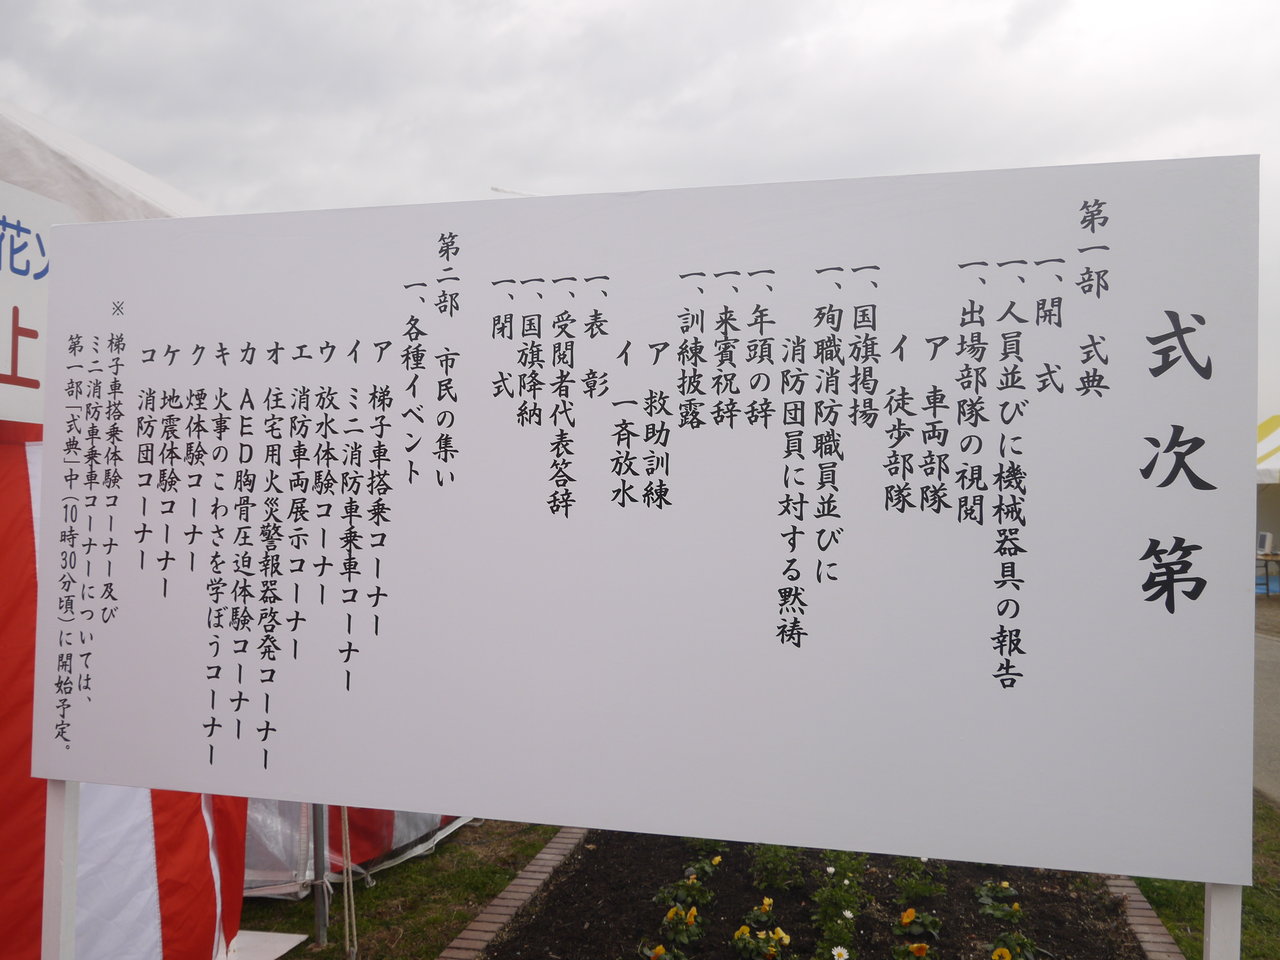 式次第
第一部　式典
一、開　式
一、人員並びに機械器具の報告
一、出場部隊の視閲
ア　車両部隊
イ　徒歩部隊
一、国旗掲揚
一、殉職消防職員並びに
消防団員に対する黙祷
一、年頭の辞
一、来賓祝辞
一、訓練披露
ア　救助訓練
イ　一斉放水
一、表　彰
一、受閲者代表答辞
一、国旗降納
一、閉　式
第二部　市民の集い
一、各種イベント
ア　梯子車搭乗コーナー
イ　ミニ消防車乗車コーナー
ウ　放水体験コーナー
エ　消防車両展示コーナー
オ　住宅用火災警報器啓発コーナー
カ　AED胸骨圧迫体験コーナー
キ　火事のこわさを学ぼうコーナー
ク　煙体験コーナー
ケ　地震体験コーナー
コ　消防団コーナー
※　梯子車搭乗体験コーナー及び
ミニ消防車乗車コーナーについては、
第一部「式典」中（10時30分頃）に開始予定。
花ソ
上